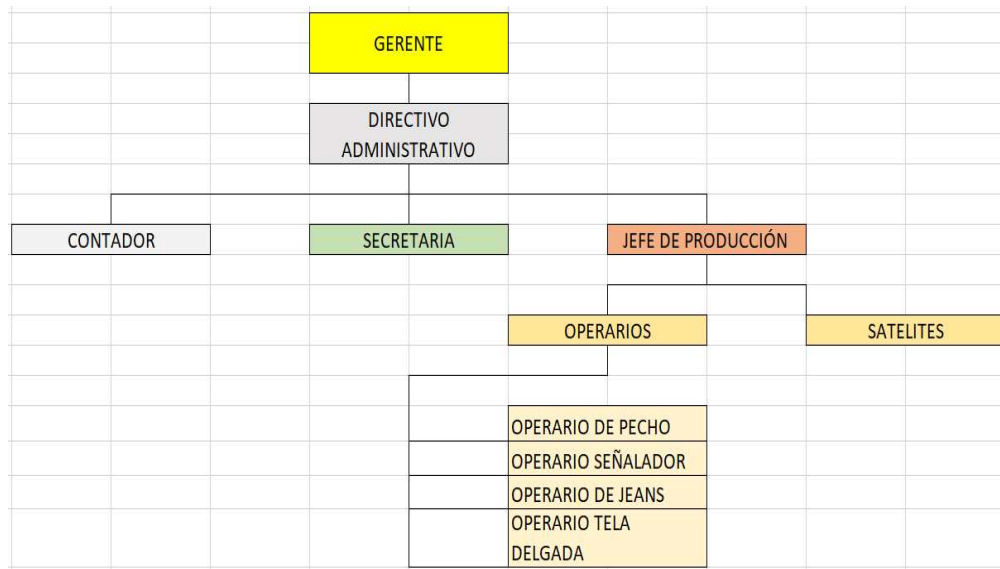 GERENTE
DIRECTIVO
ADMINISTRATIVO
CONTADOR
SECRETARIA
JEFE DE PRODUCCIÓN
OPERARIOS
SATELITES
OPERARIO DE PECHO
OPERARIO SEÑALADOR
OPERARIO DE JEANS
OPERARIO TELA
DELGADA